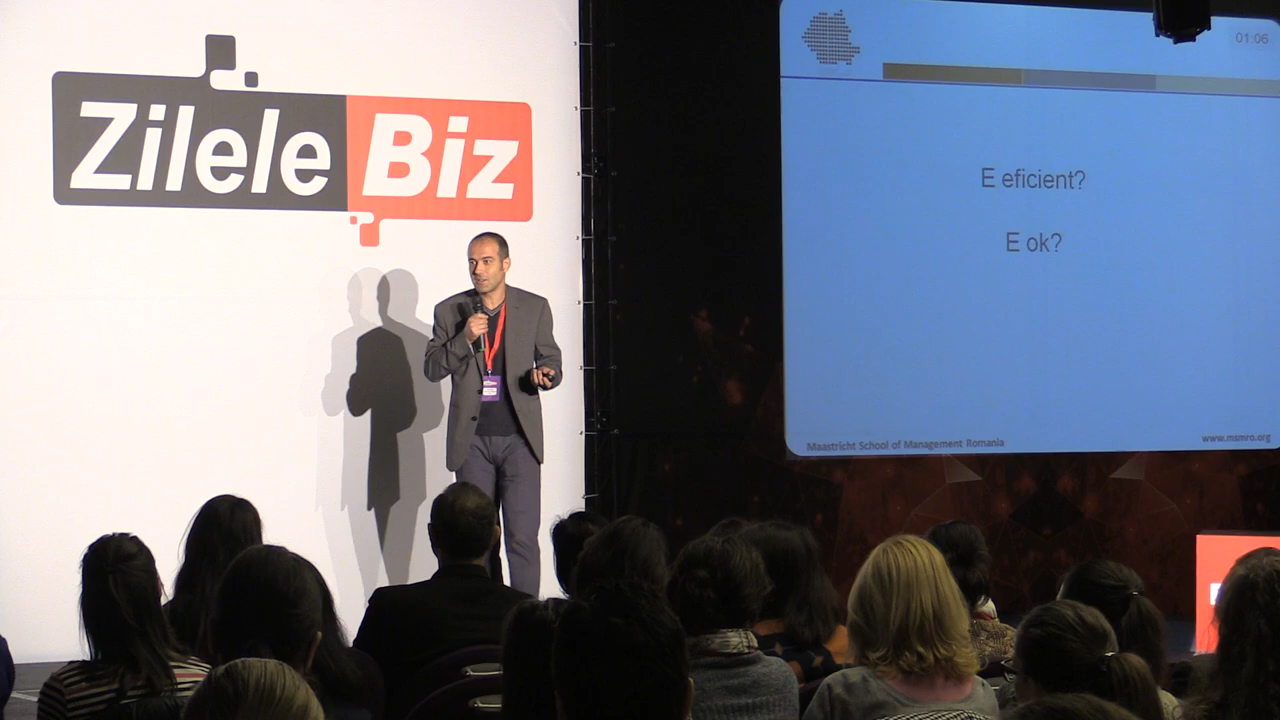 Zilele Biz
01:06
E eficient?
E ok?
Maastricht School of Management Romania
www.msmro.org